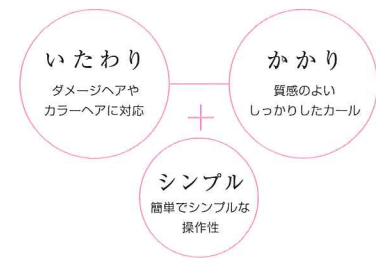 いたわり
ダメージヘアや
カラーヘアに対応
かかり
質感のよい
しっかりしたカール
+
シンプル
簡単でシンプルな
操作性